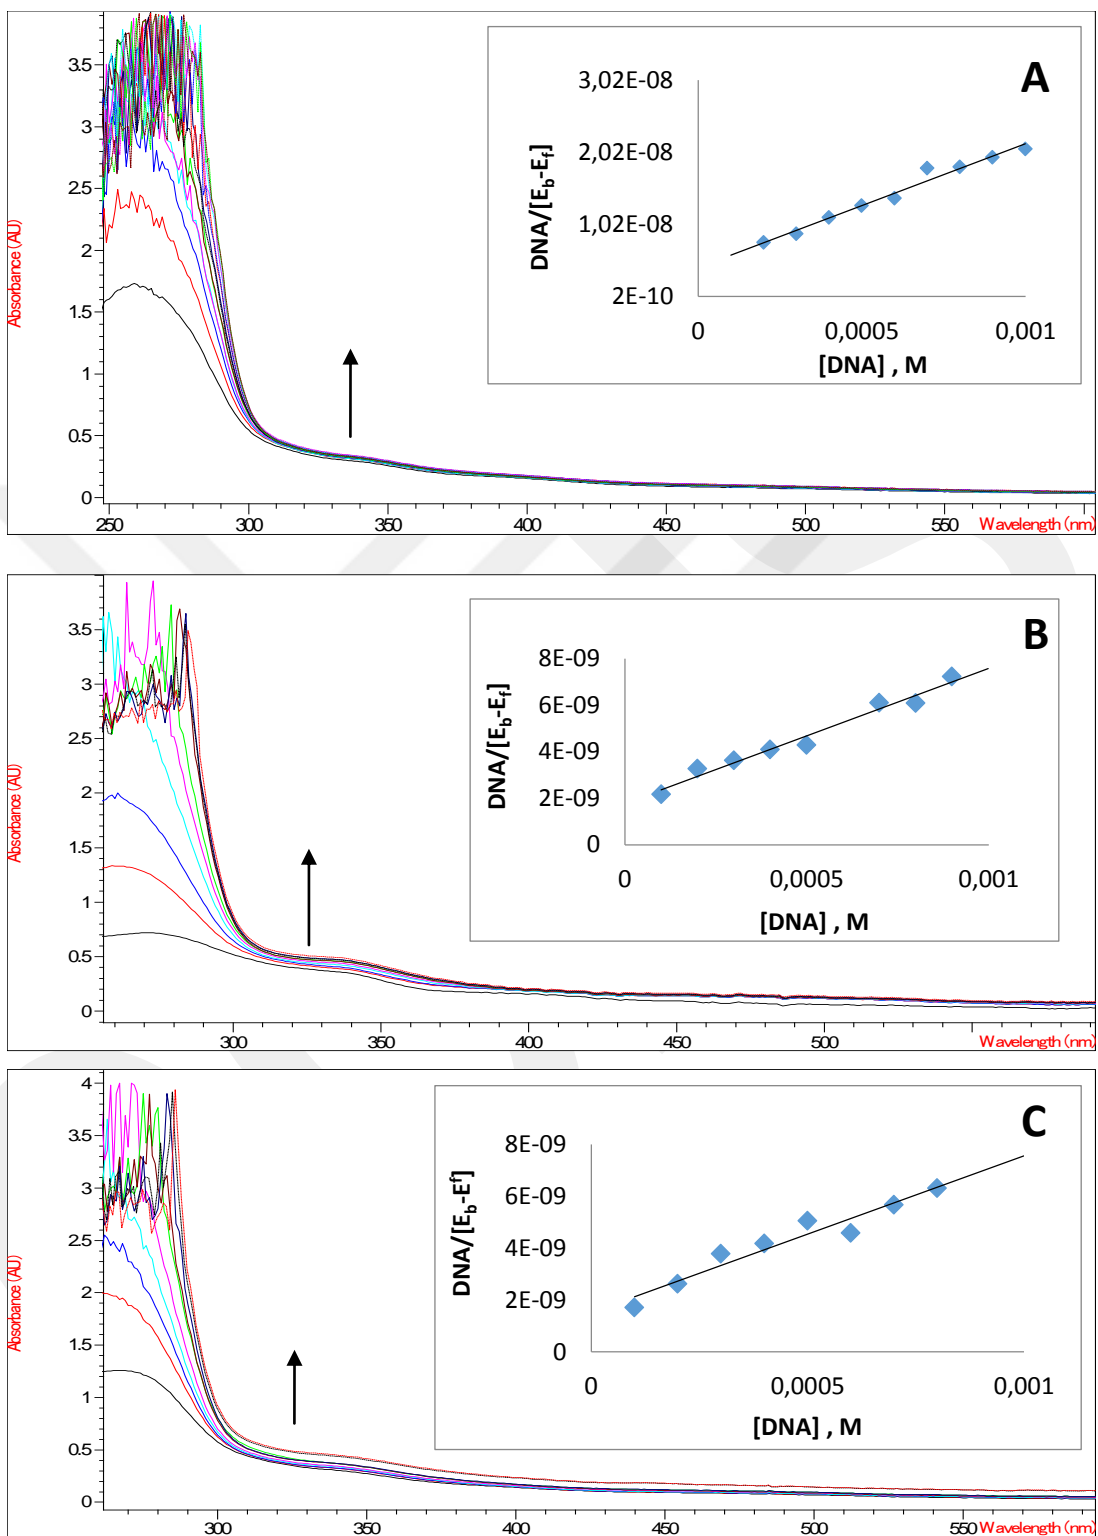 A
3,02E-08
2,02E-08
1,02E-08
2E-10
DNA/[E_b-E_f]
0 0,0005 0,001
[DNA] , M
3.5
3
2.5
2
1.5
1
0.5
0
Absorbance (AU)
250 300 350 400 450 500 550 Wavelength (nm)
B
8E-09
6E-09
4E-09
2E-09
0
DNA/[E_b-E_f]
0 0,0005 0,001
[DNA] , M
3.5
3
2.5
2
1.5
1
0.5
0
Absorbance (AU)
300 350 400 450 500 Wavelength (nm)
C
8E-09
6E-09
4E-09
2E-09
0
DNA/[E_b-E^f]
0 0,0005 0,001
[DNA] , M
4
3.5
3
2.5
2
1.5
1
0.5
0
Absorbance (AU)
300 350 400 450 500 550 Wavelength (nm)